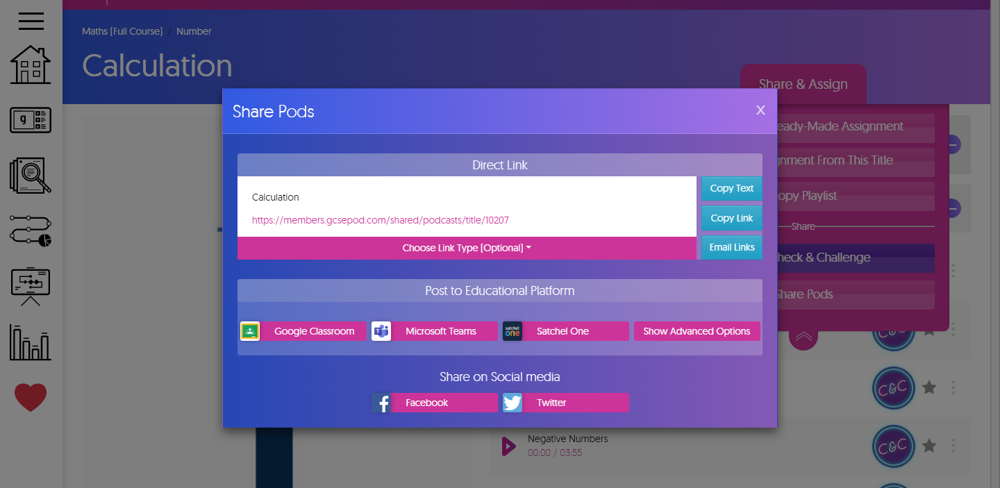 Maths (Full Course) / Number
Calculation
Share & Assign
Share Pods
X
eady-Made Assignment
Direct Link
gnment From This Title
Calculation
Copy Text
opy Playlist
https://members.gcsepod.com/shared/podcasts/title/10207
Copy Link
Share
Choose Link Type (Optional)
Email Links
heck & Challenge
Post to Educational Platform
Share Pods
Google Classroom
Microsoft Teams
satchel one
Satchel One
Show Advanced Options
C&C
Share on Social media
C&C
Facebook
Twitter
Negative Numbers
C&C
00:00 / 03:55